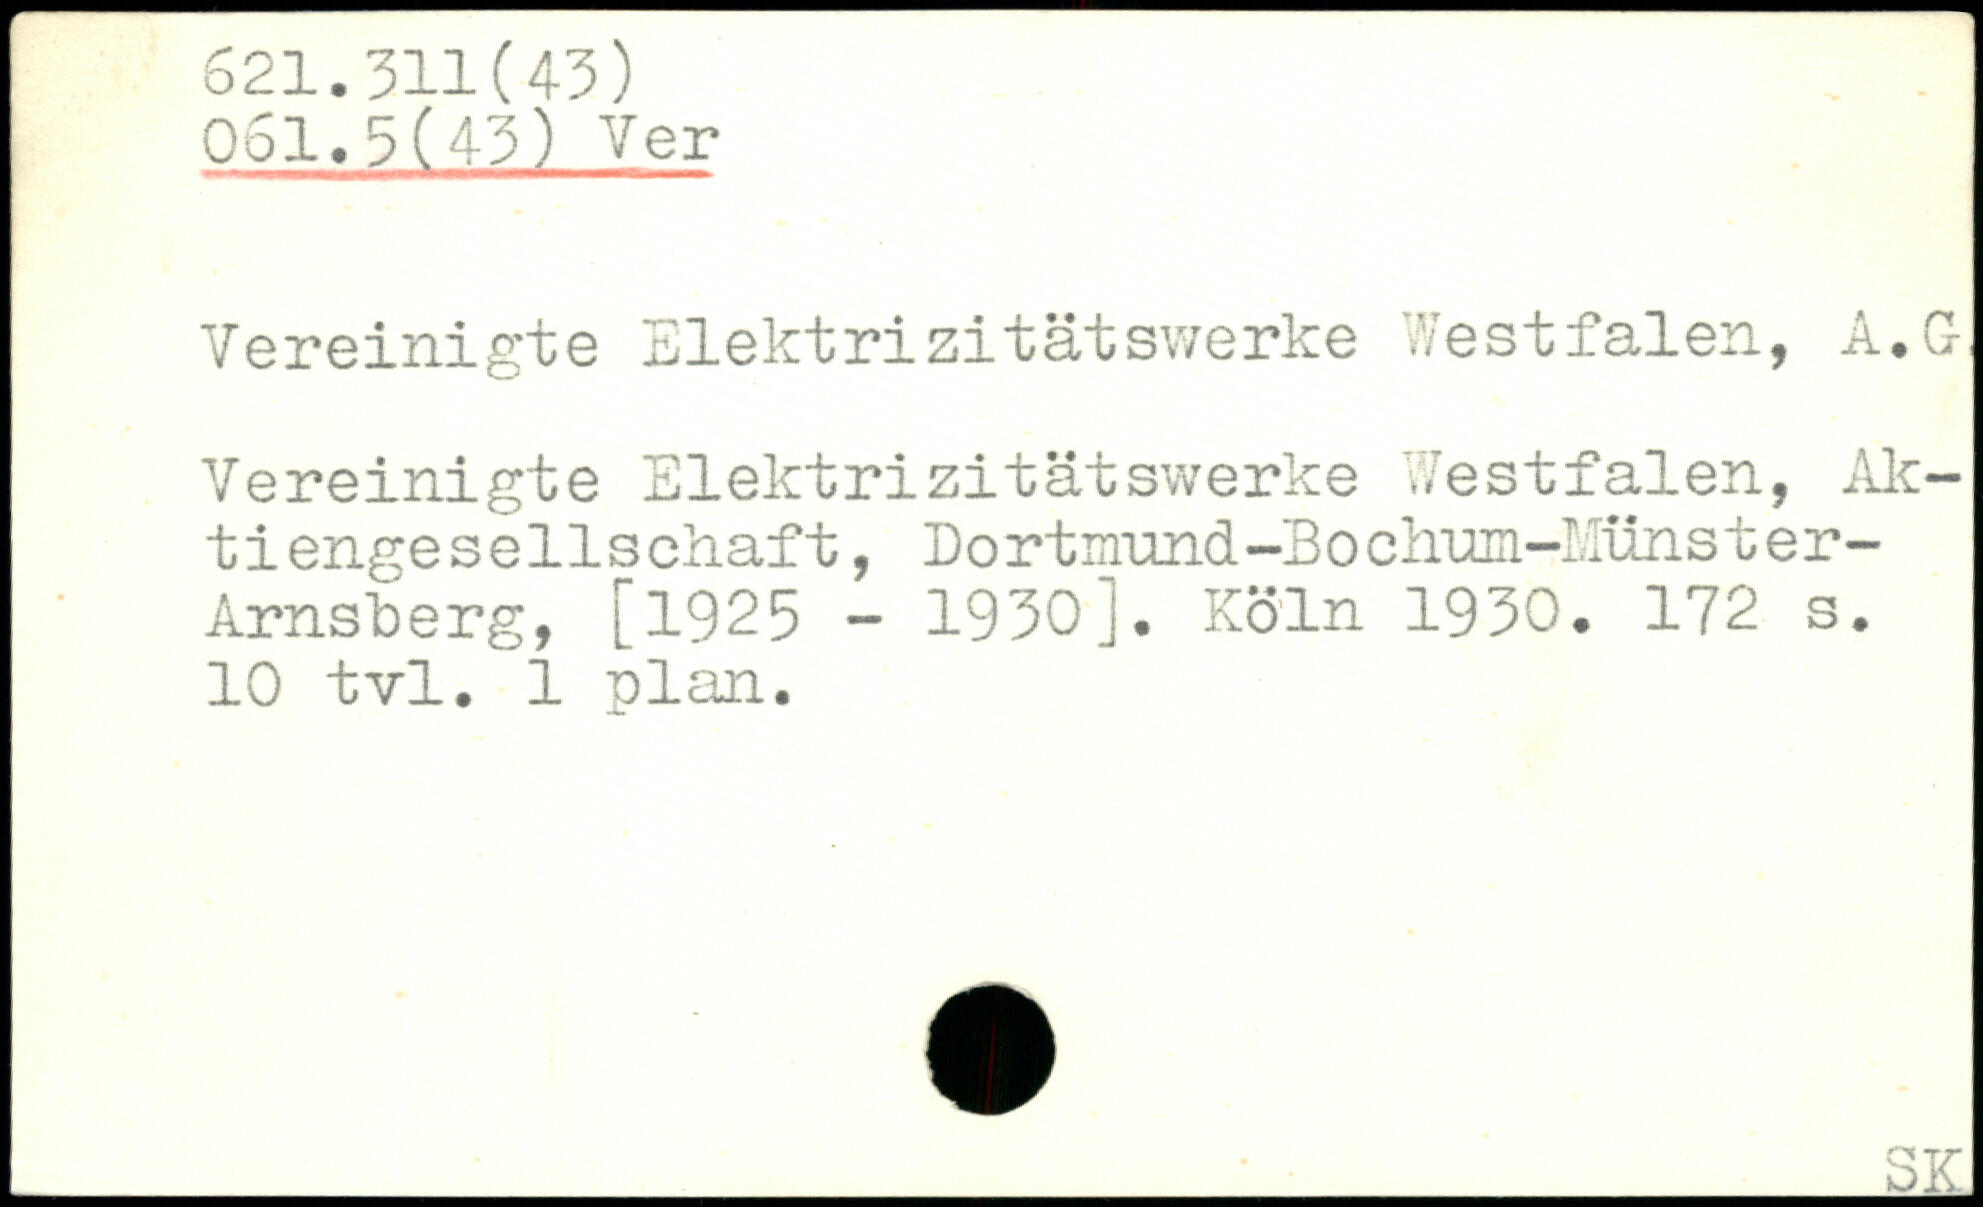 621.311(43)
061.5(43) Ver
Vereinigte Elektrizitätswerke Westfalen, A.G.
Vereinigte Elektrizitätswerke Westfalen, Ak-
tiengesellschaft, Dortmund-Bochum-Münster-
Arnsberg, [1925 - 1930]. Köln 1930. 172 s.
10 tvl. 1 plan.
SK